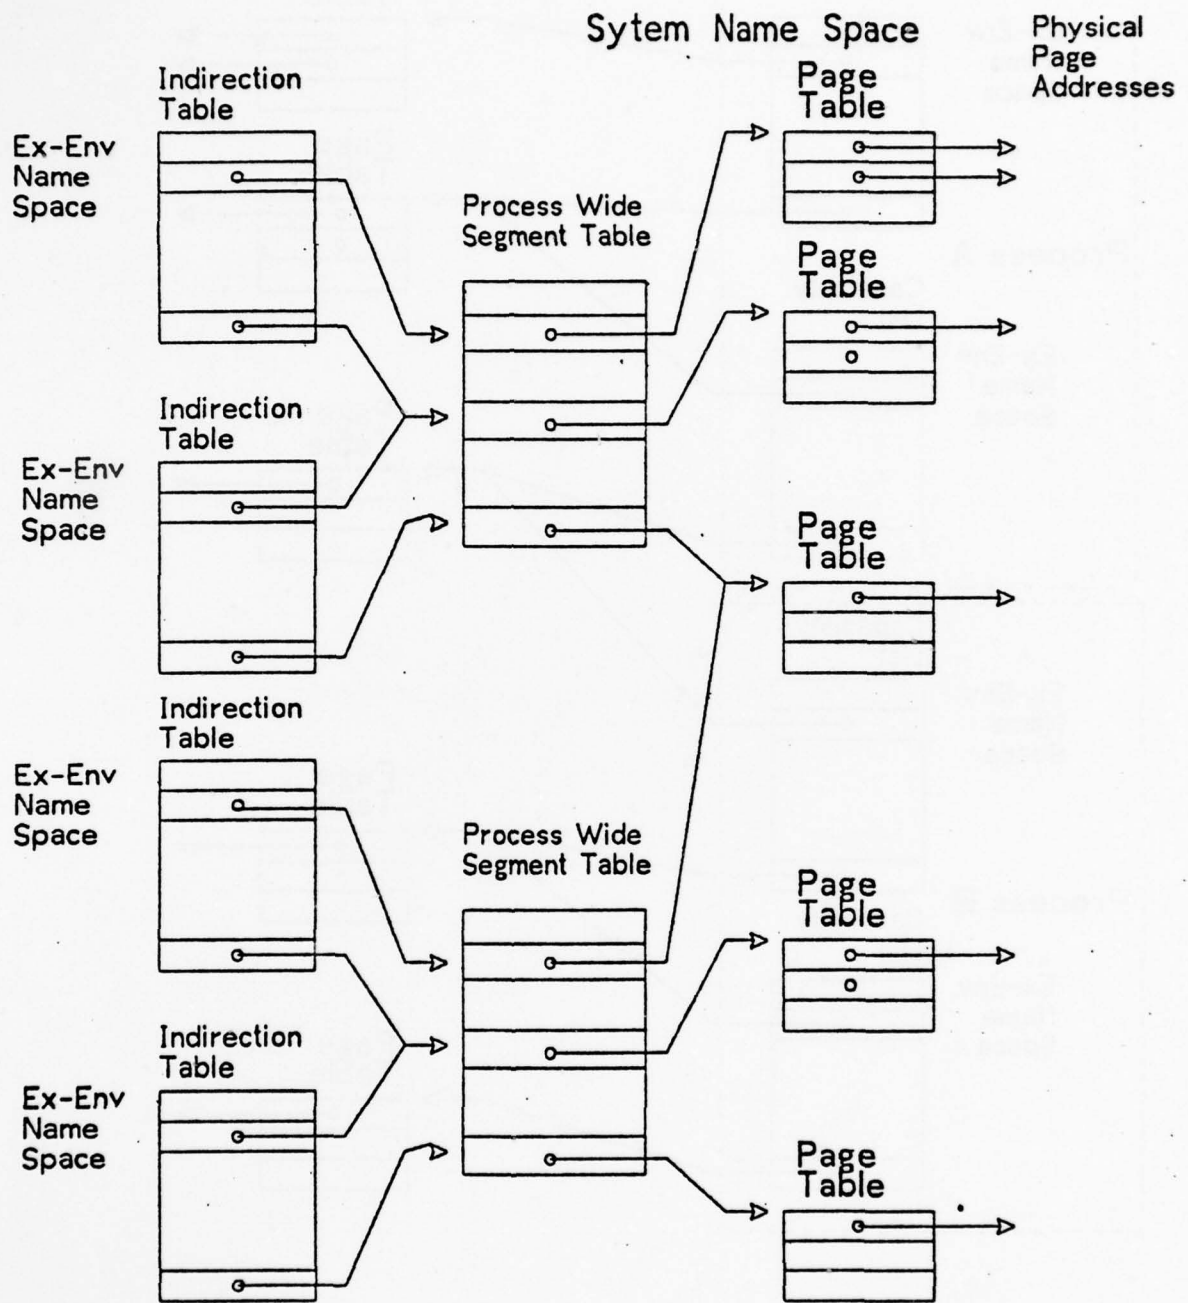 Sytem Name Space
Physical
Page
Addresses
Indirection
Table
Page
Table
Ex-Env
Name
Space
Process Wide
Segment Table
Page
Table
Indirection
Table
Ex-Env
Name
Space
Page
Table
Indirection
Table
Ex-Env
Name
Space
Process Wide
Segment Table
Page
Table
Indirection
Table
Ex-Env
Name
Space
Page
Table